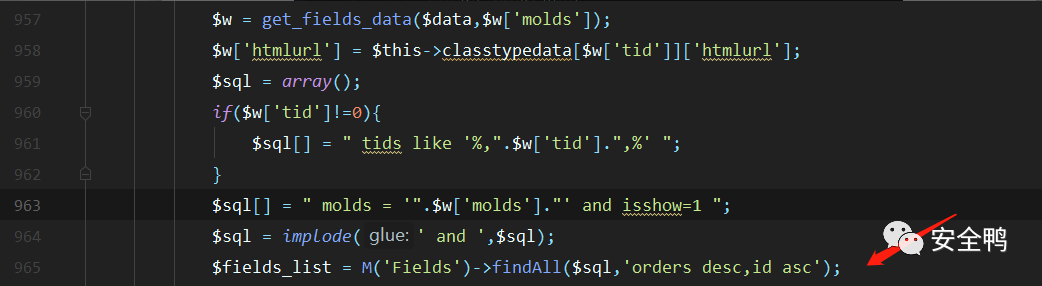 957 $w = get_fields_data($data,$w['molds']);
958 $w['htmlurl'] = $this->classtypedata[$w['tid']]['htmlurl'];
959 $sql = array();
960 if($w['tid']!=0){
961 $sql[] = " tids like '%,".$w['tid'].",%' ";
962 }
963 $sql[] = " molds = '".$w['molds']."' and isshow=1 ";
964 $sql = implode( glue: ' and ',$sql);
965 $fields_list = M('Fields')->findAll($sql,'orders desc,id asc');
安全鸭